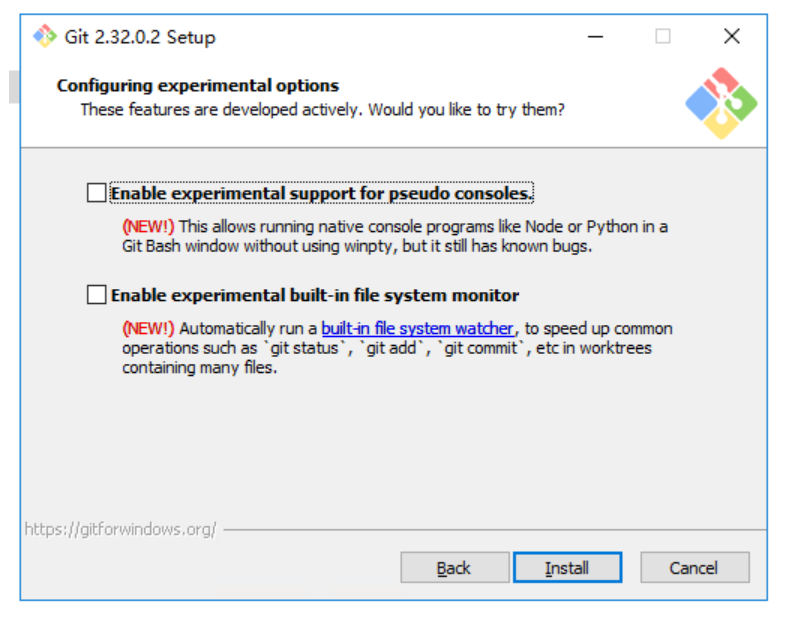 Git 2.32.0.2 Setup
Configuring experimental options
These features are developed actively. Would you like to try them?
Enable experimental support for pseudo consoles.
(NEW!) This allows running native console programs like Node or Python in a
Git Bash window without using winpty, but it still has known bugs.
Enable experimental built-in file system monitor
(NEW!) Automatically run a built-in file system watcher, to speed up common
operations such as `git status`, `git add`, `git commit`, etc in worktrees
containing many files.
https://gitforwindows.org/
Back Install Cancel